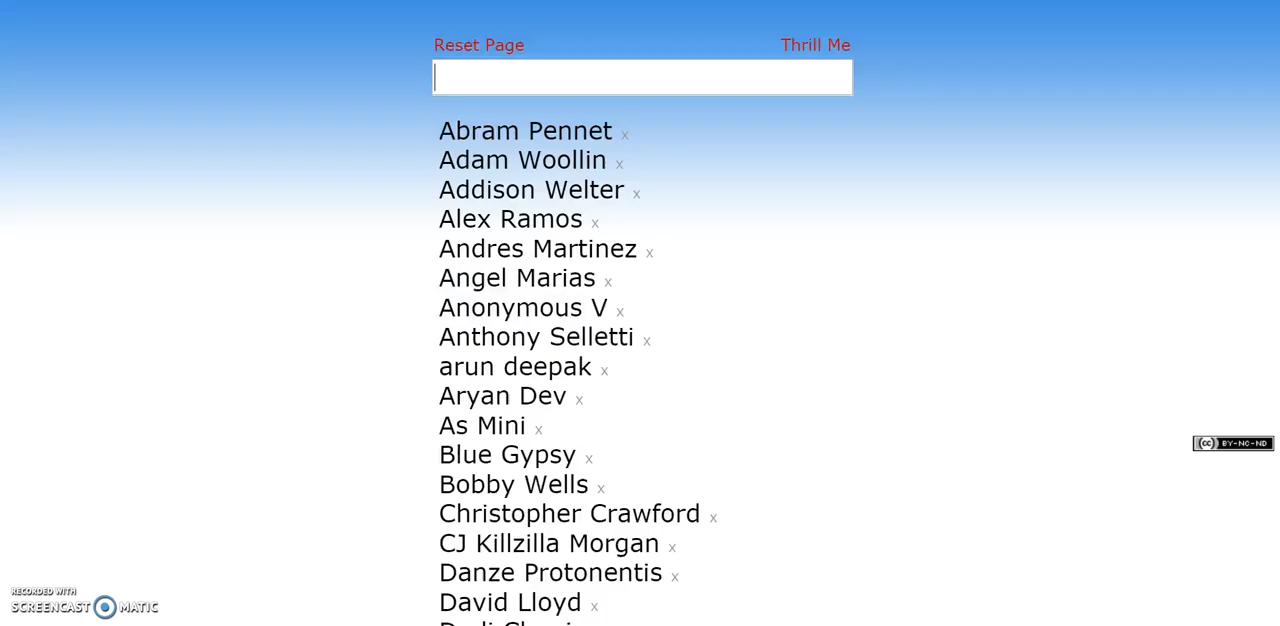 Reset Page Thrill Me
Abram Pennet x
Adam Woollin x
Addison Welter x
Alex Ramos x
Andres Martinez x
Angel Marias x
Anonymous V x
Anthony Selletti x
arun deepak x
Aryan Dev x
As Mini x
Blue Gypsy x
Bobby Wells x
Christopher Crawford x
CJ Killzilla Morgan x
Danze Protonentis x
David Lloyd x
cc BY-NC-ND
RECORDED WITH
SCREENCAST MATIC